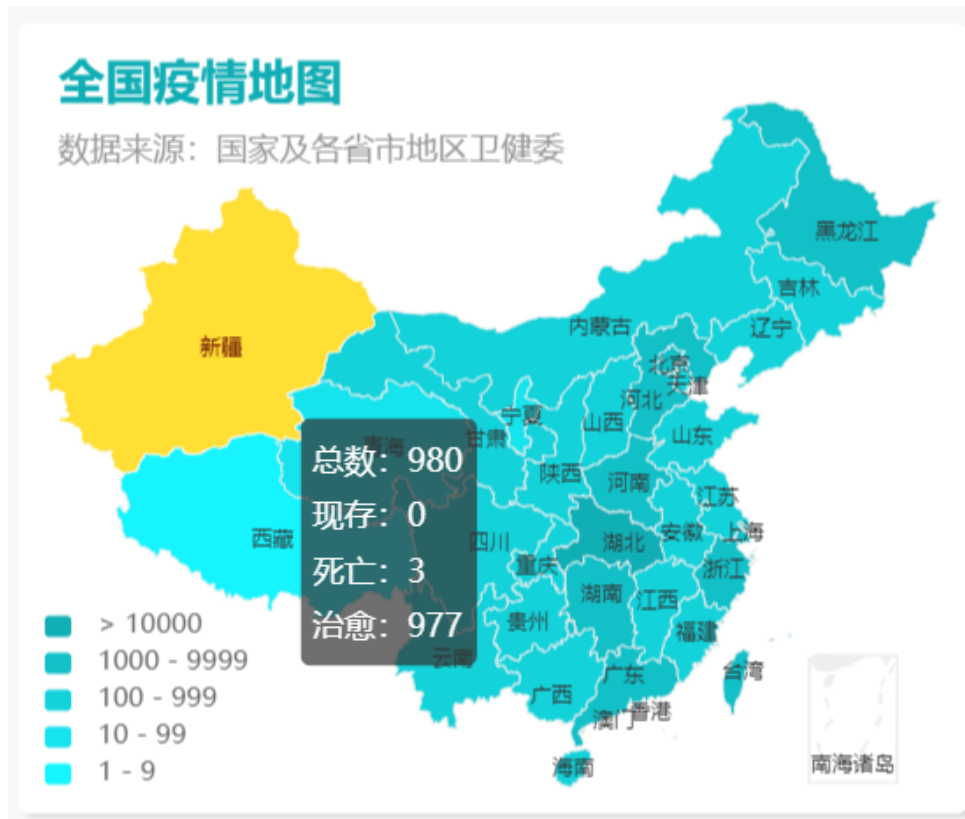 全国疫情地图
数据来源：国家及各省市地区卫健委
黑龙江
吉林
内蒙古
辽宁
新疆
北京
天津
河北
宁夏
山西
青海
甘肃
山东
总数：980
陕西
河南
江苏
现存：0
西藏
四川
湖北
安徽
上海
重庆
浙江
死亡：3
湖南
江西
治愈：977
贵州
福建
云南
台湾
广东
广西
澳门
香港
南海诸岛
海南
> 10000
1000 - 9999
100 - 999
10 - 99
1 - 9